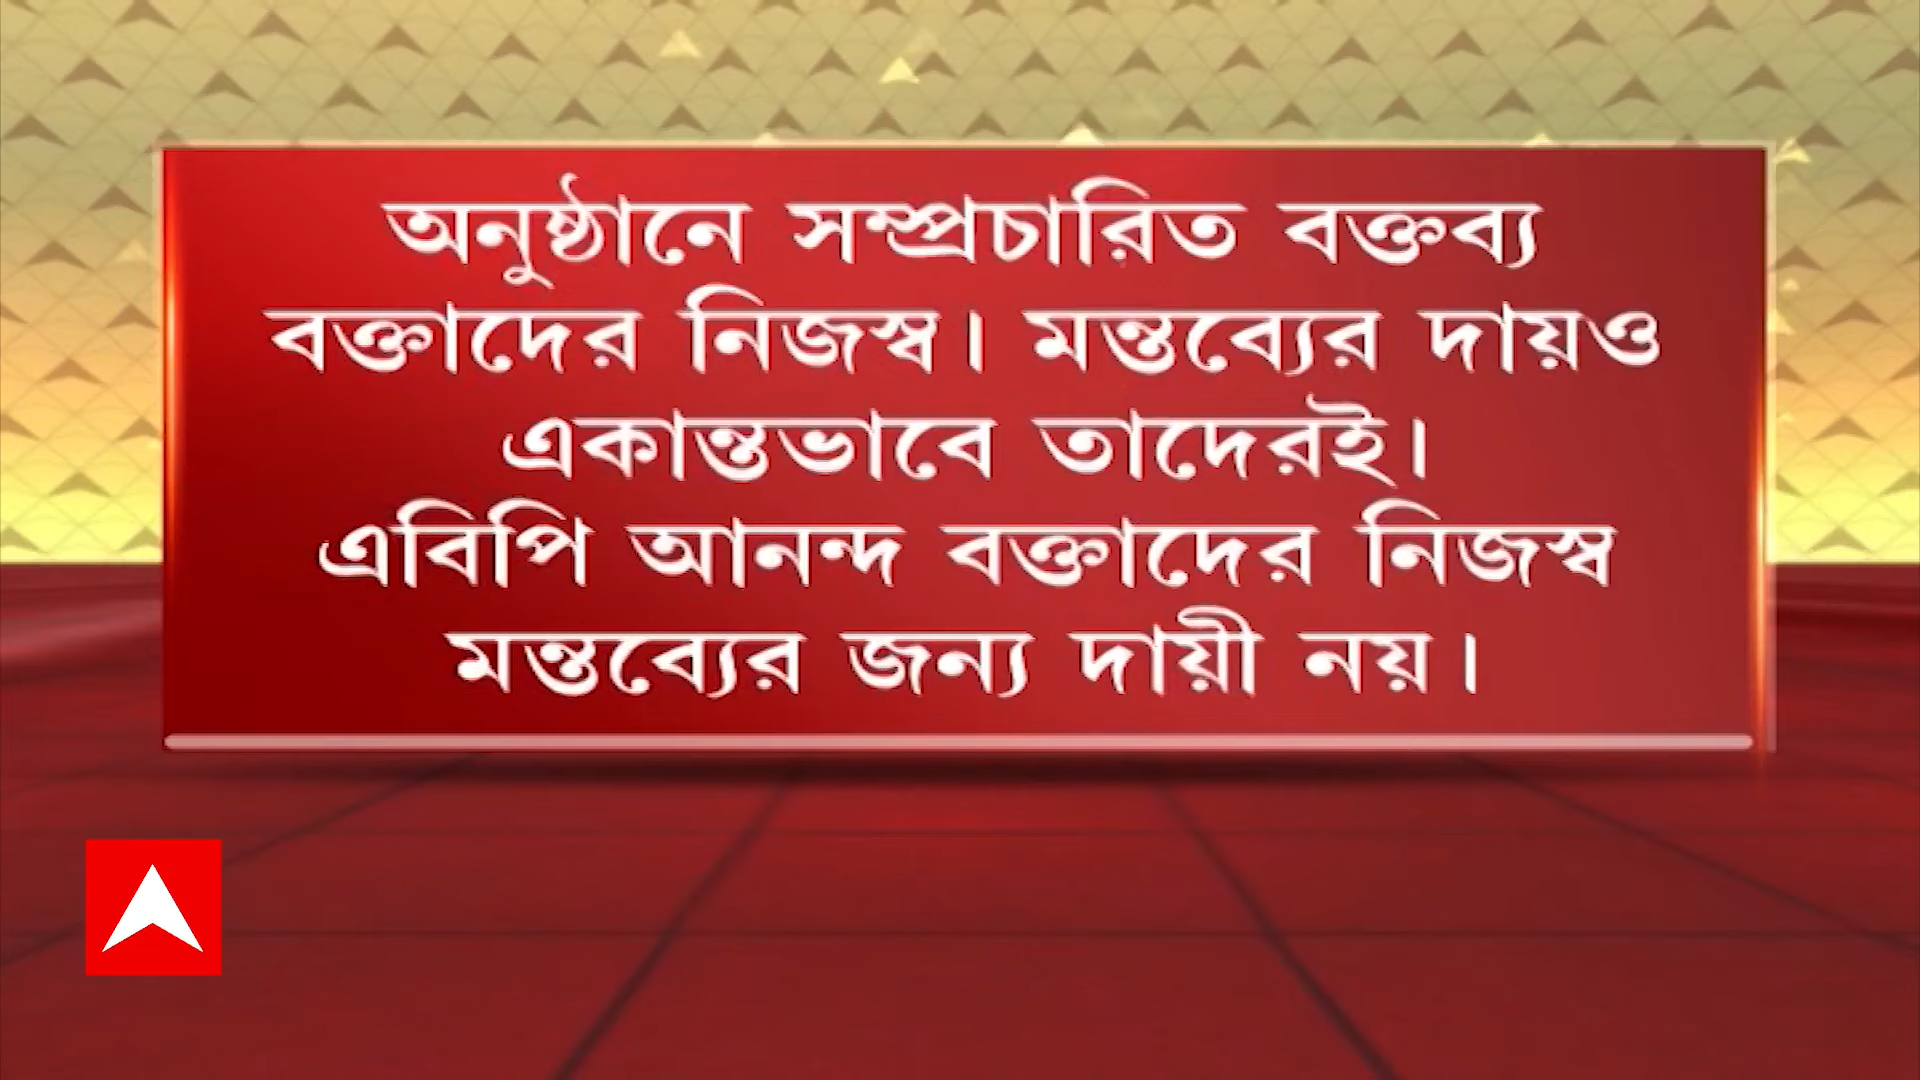 অনুষ্ঠানে সম্প্রচারিত বক্তব্য
বক্তাদের নিজস্ব। মন্তব্যের দায়ও
একান্তভাবে তাদেরই।
এবিপি আনন্দ বক্তাদের নিজস্ব
মন্তব্যের জন্য দায়ী নয়।